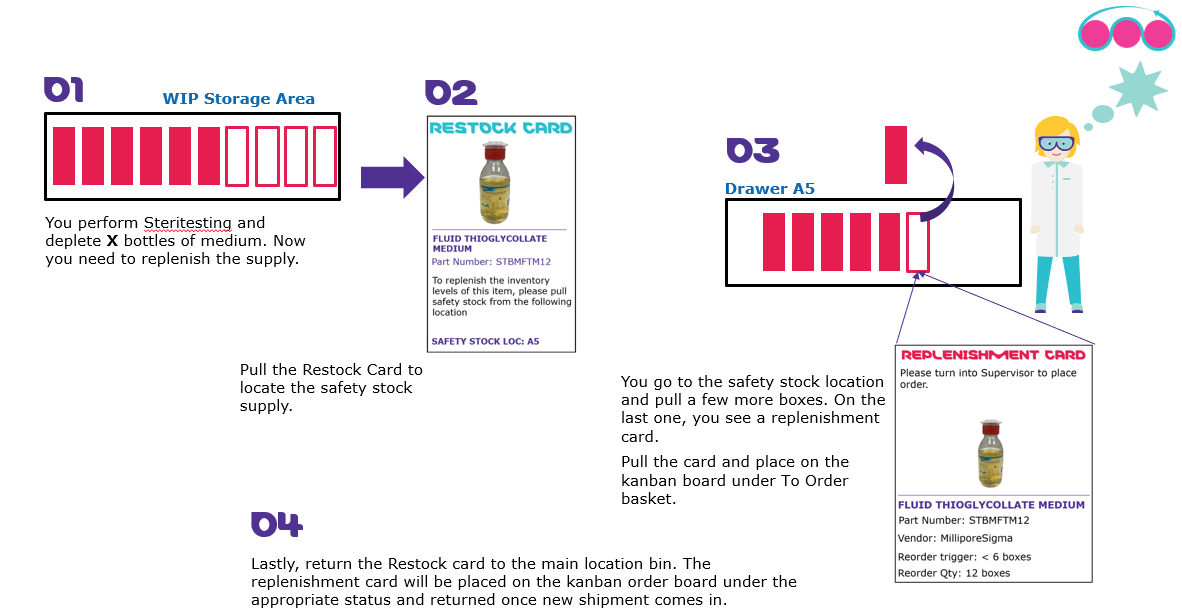 01
WIP Storage Area
You perform Steritesting and
deplete X bottles of medium. Now
you need to replenish the supply.
02
RESTOCK CARD
FLUID THIOGLYCOLLATE
MEDIUM
Part Number: STBMFTM12
To replenish the inventory
levels of this item, please pull
safety stock from the following
location
SAFETY STOCK LOC: A5
Pull the Restock Card to
locate the safety stock
supply.
03
Drawer A5
You go to the safety stock location
and pull a few more boxes. On the
last one, you see a replenishment
card.
Pull the card and place on the
kanban board under To Order
basket.
REPLENISHMENT CARD
Please turn into Supervisor to place
order.
FLUID THIOGLYCOLLATE MEDIUM
Part Number: STBMFTM12
Vendor: MilliporeSigma
Reorder trigger: < 6 boxes
Reorder Qty: 12 boxes
04
Lastly, return the Restock card to the main location bin. The
replenishment card will be placed on the kanban order board under the
appropriate status and returned once new shipment comes in.